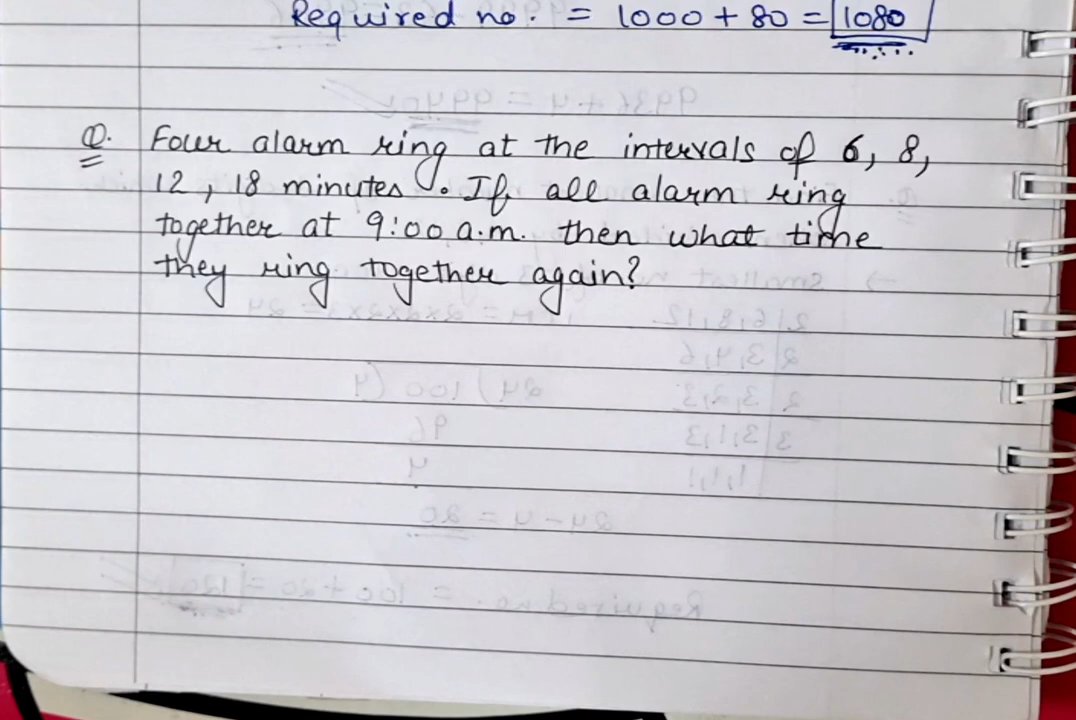 Required no. = 1000 + 80 = 1080
Q. Four alarm ring at the intervals of 6, 8,
12, 18 minutes. If all alarm ring
together at 9:00 a.m. then what time
they ring together again?